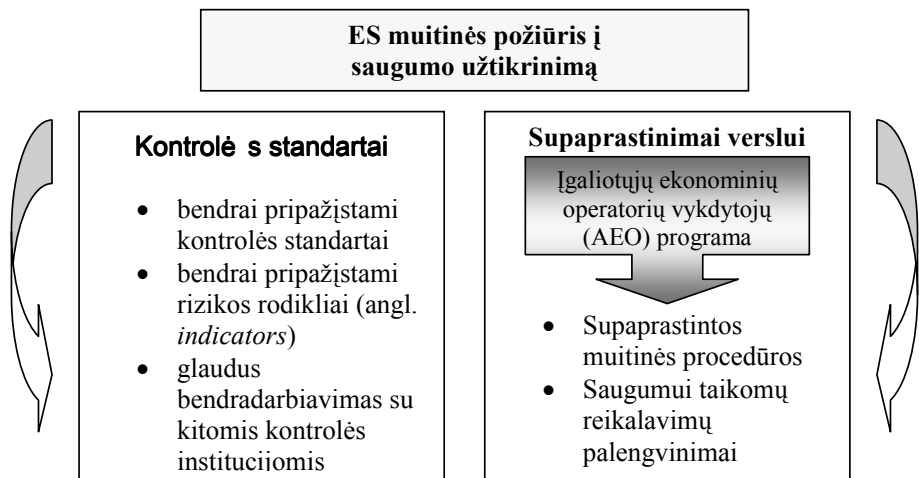 ES muitinės požiūris į
saugumo užtikrinimą
Kontrolė s standartai
• bendrai pripažįstami
kontrolės standartai
• bendrai pripažįstami
rizikos rodikliai (angl.
indicators)
• glaudus
bendradarbiavimas su
kitomis kontrolės
institucijomis
Supaprastinimai verslui
Įgaliotųjų ekonominių
operatorių vykdytojų
(AEO) programa
• Supaprastintos
muitinės procedūros
• Saugumui taikomų
reikalavimų
palengvinimai